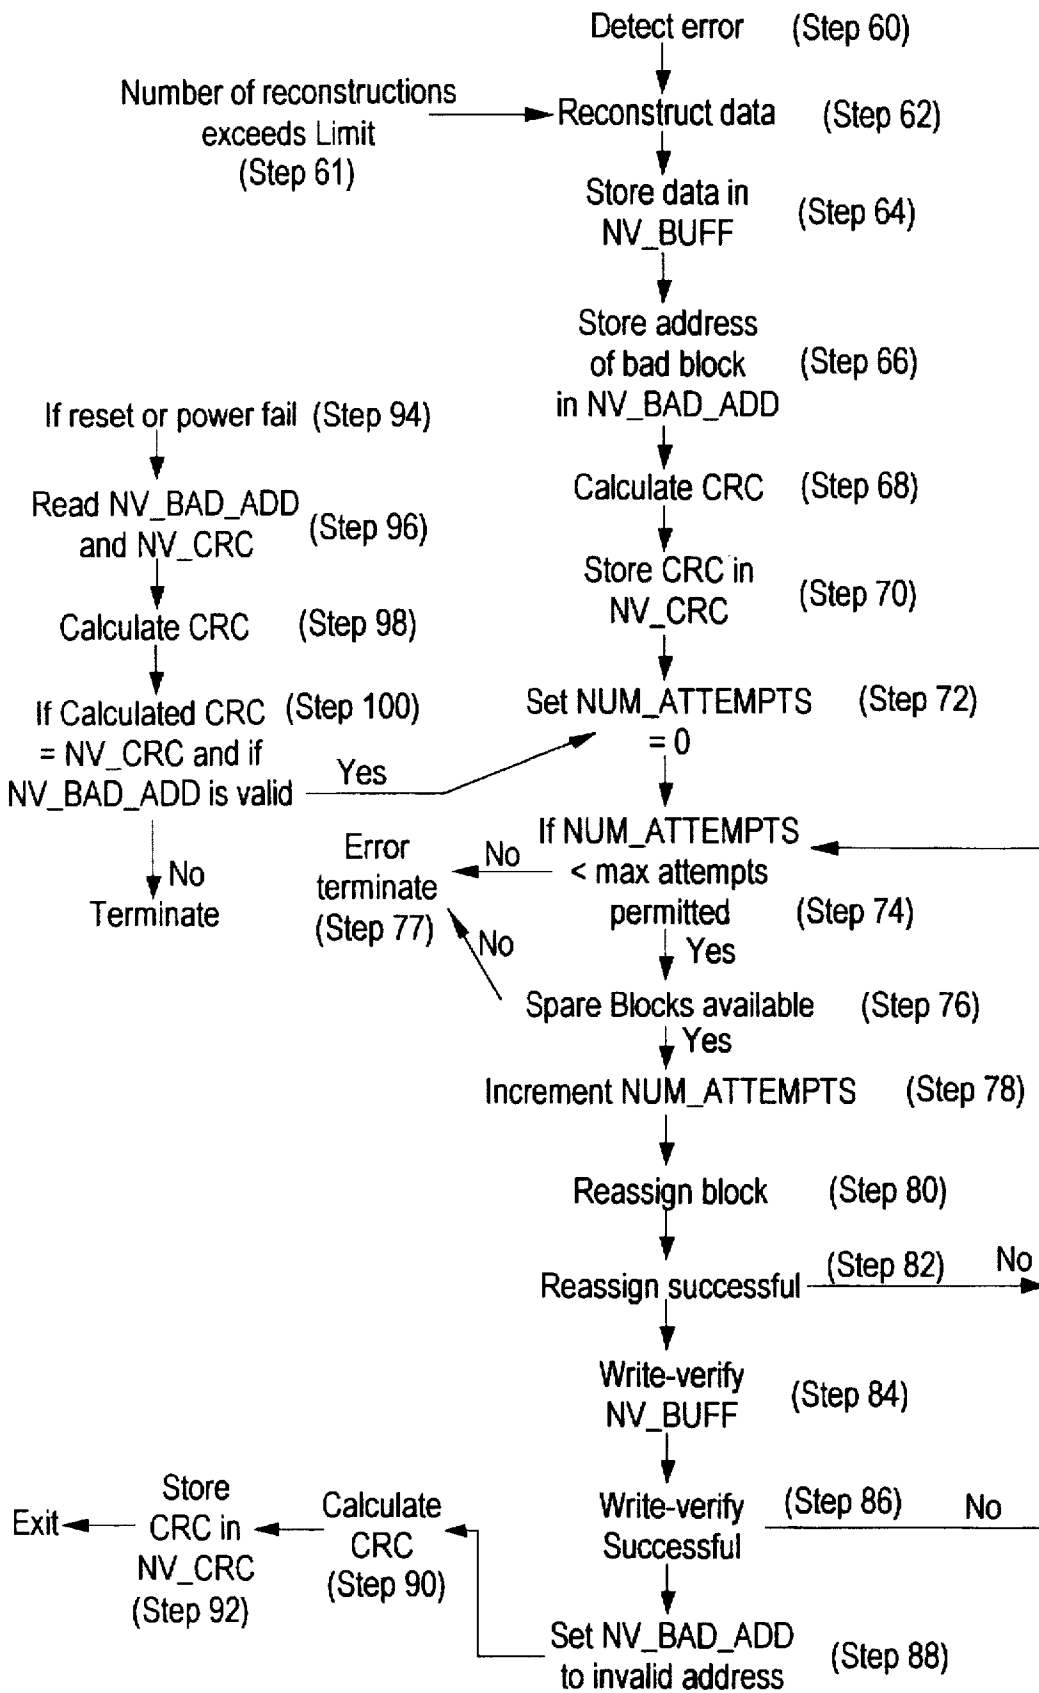 Detect error (Step 60)
Number of reconstructions
exceeds Limit
(Step 61)
Reconstruct data (Step 62)
Store data in
NV_BUFF
(Step 64)
Store address
of bad block
in NV_BAD_ADD
(Step 66)
If reset or power fail (Step 94)
Read NV_BAD_ADD
and NV_CRC
(Step 96)
Calculate CRC (Step 68)
Store CRC in
NV_CRC
(Step 70)
Calculate CRC (Step 98)
If Calculated CRC (Step 100)
= NV_CRC and if
NV_BAD_ADD is valid
Yes
No
Terminate
Set NUM_ATTEMPTS (Step 72)
= 0
If NUM_ATTEMPTS
< max attempts
permitted (Step 74)
No
Error
terminate
(Step 77)
No
Yes
Spare Blocks available (Step 76)
Yes
Increment NUM_ATTEMPTS (Step 78)
Reassign block (Step 80)
Reassign successful (Step 82) No
Write-verify
NV_BUFF
(Step 84)
Write-verify
Successful
(Step 86) No
Set NV_BAD_ADD
to invalid address
(Step 88)
Calculate
CRC
(Step 90)
Store
CRC in
NV_CRC
(Step 92)
Exit